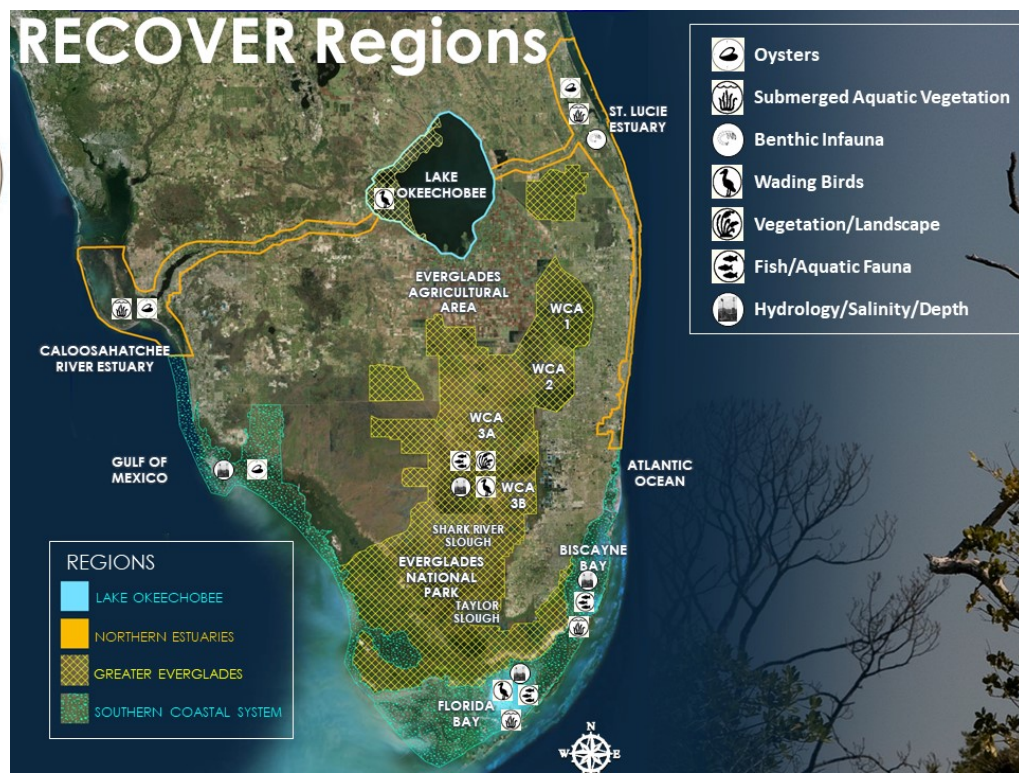 RECOVER Regions
Oysters
Submerged Aquatic Vegetation
Benthic Infauna
Wading Birds
Vegetation/Landscape
Fish/Aquatic Fauna
Hydrology/Salinity/Depth
ST. LUCIE
ESTUARY
LAKE
OKEECHOBEE
EVERGLADES
AGRICULTURAL
AREA
WCA
1
WCA
2
CALOOSAHATCHEE
RIVER ESTUARY
WCA
3A
GULF OF
MEXICO
ATLANTIC
OCEAN
WCA
3B
SHARK RIVER
SLOUGH
BISCAYNE
BAY
EVERGLADES
NATIONAL
PARK
TAYLOR
SLOUGH
FLORIDA
BAY
REGIONS
LAKE OKEECHOBEE
NORTHERN ESTUARIES
GREATER EVERGLADES
SOUTHERN COASTAL SYSTEM
N
W E
S